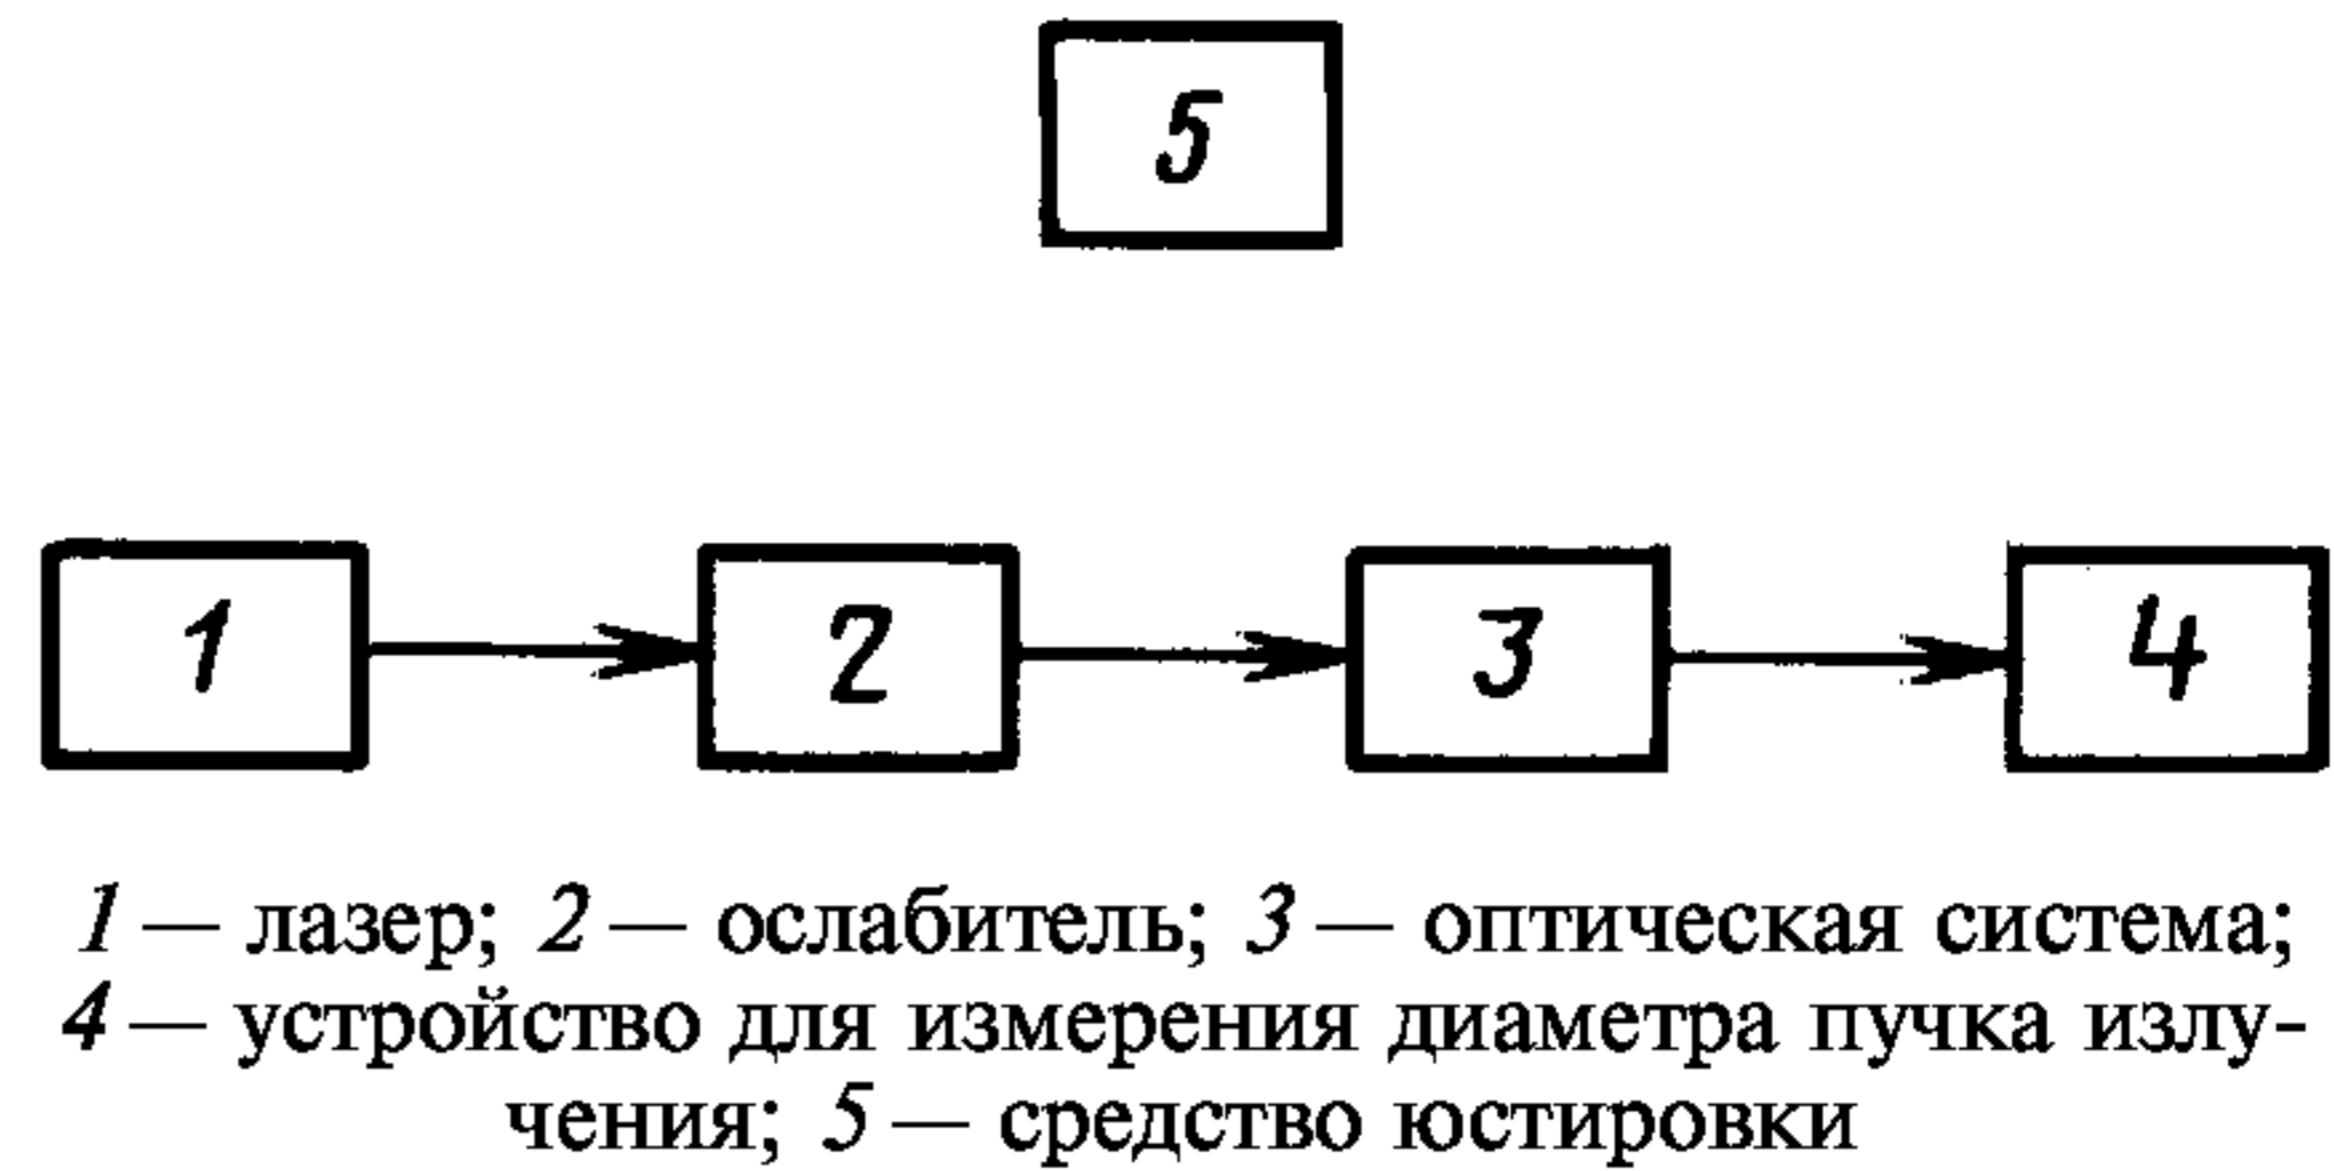 5
1 2 3 4
1 — лазер; 2 — ослабитель; 3 — оптическая система;
4 — устройство для измерения диаметра пучка излу-
чения; 5 — средство юстировки